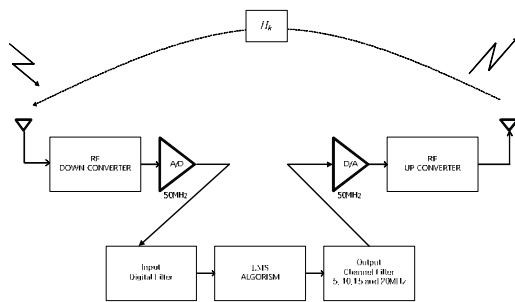 Hk
RF
DOWN CONVERTER
A/D
50MHz
D/A
50MHz
RF
UP CONVERTER
Input
Digital Filter
LMS
ALGORISM
Output
Channel Filter
5, 10,15 and 20MHz